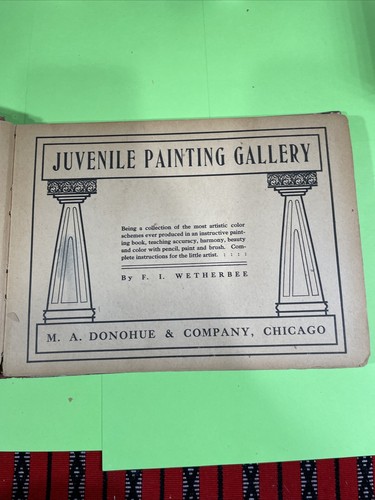 JUVENILE PAINTING GALLERY
Being a collection of the most artistic color
schemes ever produced in an instructive paint-
ing book, teaching accuracy, harmony, beauty
and color with pencil, paint and brush. Com-
plete instructions for the little artist. : : : :
By F. I. WETHERBEE
M. A. DONOHUE & COMPANY, CHICAGO